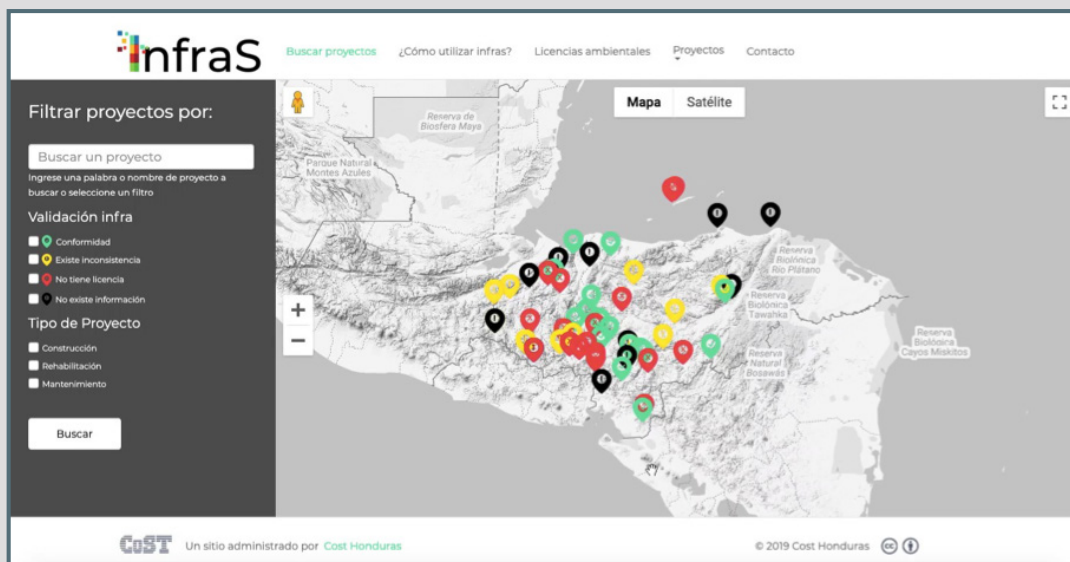 InfraS
Buscar proyectos
¿Cómo utilizar infras?
Licencias ambientales
Proyectos
Contacto
Filtrar proyectos por:
Buscar un proyecto
Ingrese una palabra o nombre de proyecto a
buscar o seleccione un filtro
Validación infra
Conformidad
Existe inconsistencia
No tiene licencia
No existe información
Tipo de Proyecto
Construcción
Rehabilitación
Mantenimiento
Buscar
Mapa
Satélite
Reserva de
Biosfera Maya
Parque Natural
Montes Azules
Reserva
Biolóinica
Río Plátano
Reserva
Biológica
Tawahka
Reserva
Natural
Bosawás
Reserva
Biológica
Cayos Miskitos
+
−
CoST
Un sitio administrado por Cost Honduras
© 2019 Cost Honduras
cc